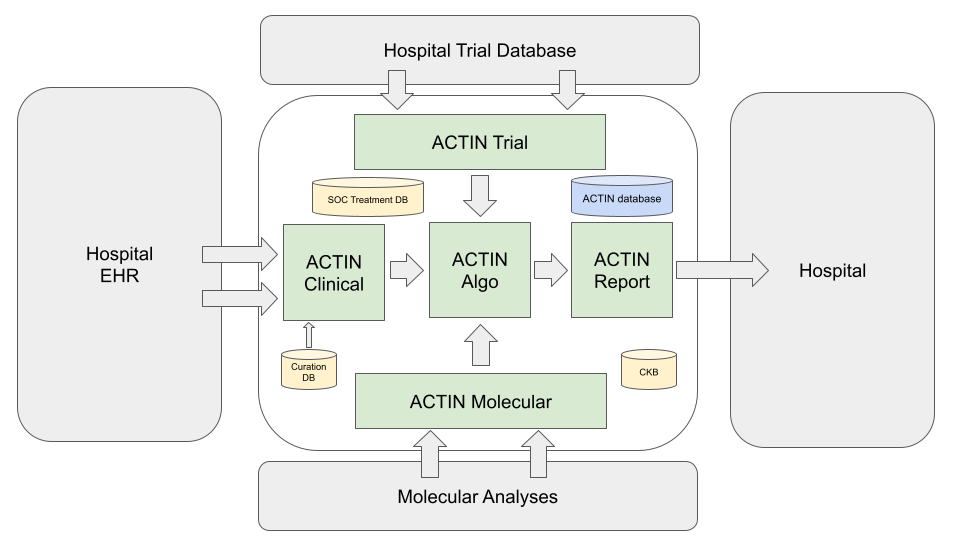 Hospital Trial Database
ACTIN Trial
SOC Treatment DB
ACTIN database
Hospital
EHR
ACTIN
Clinical
ACTIN
Algo
ACTIN
Report
Hospital
Curation
DB
CKB
ACTIN Molecular
Molecular Analyses